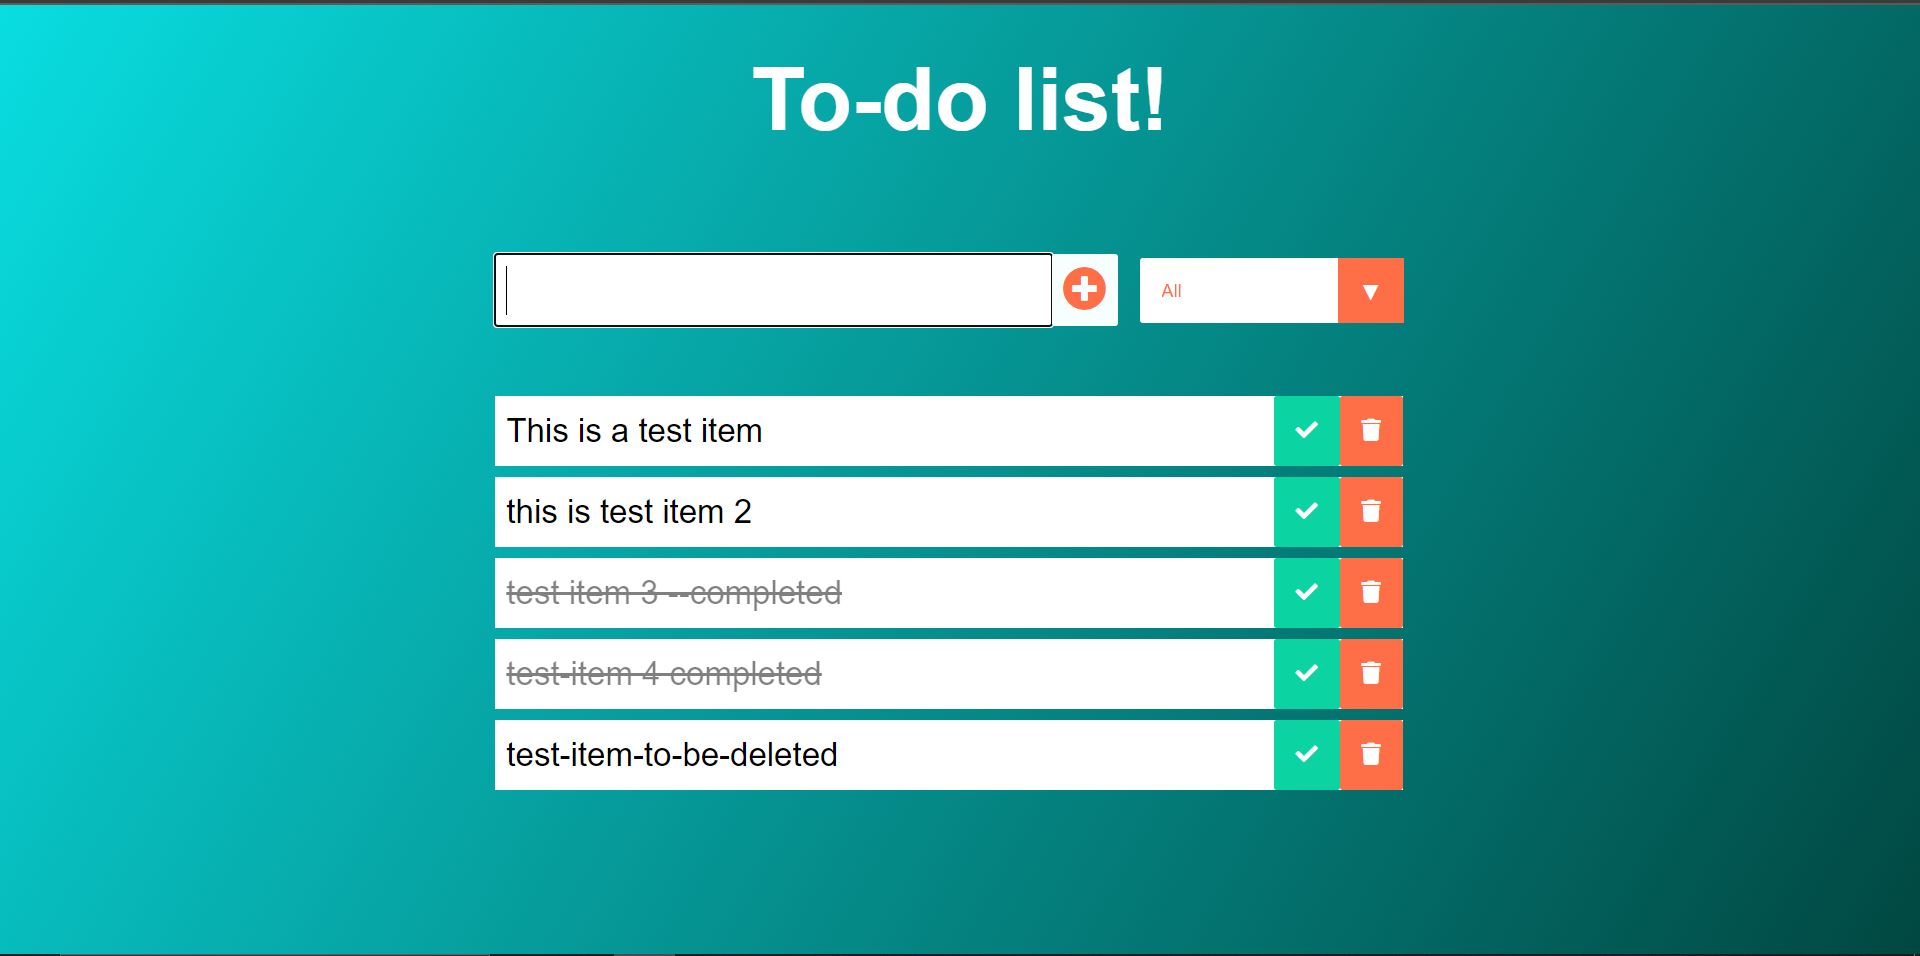 To-do list!
All
This is a test item
this is test item 2
test item 3 --completed
test-item 4 completed
test-item-to-be-deleted